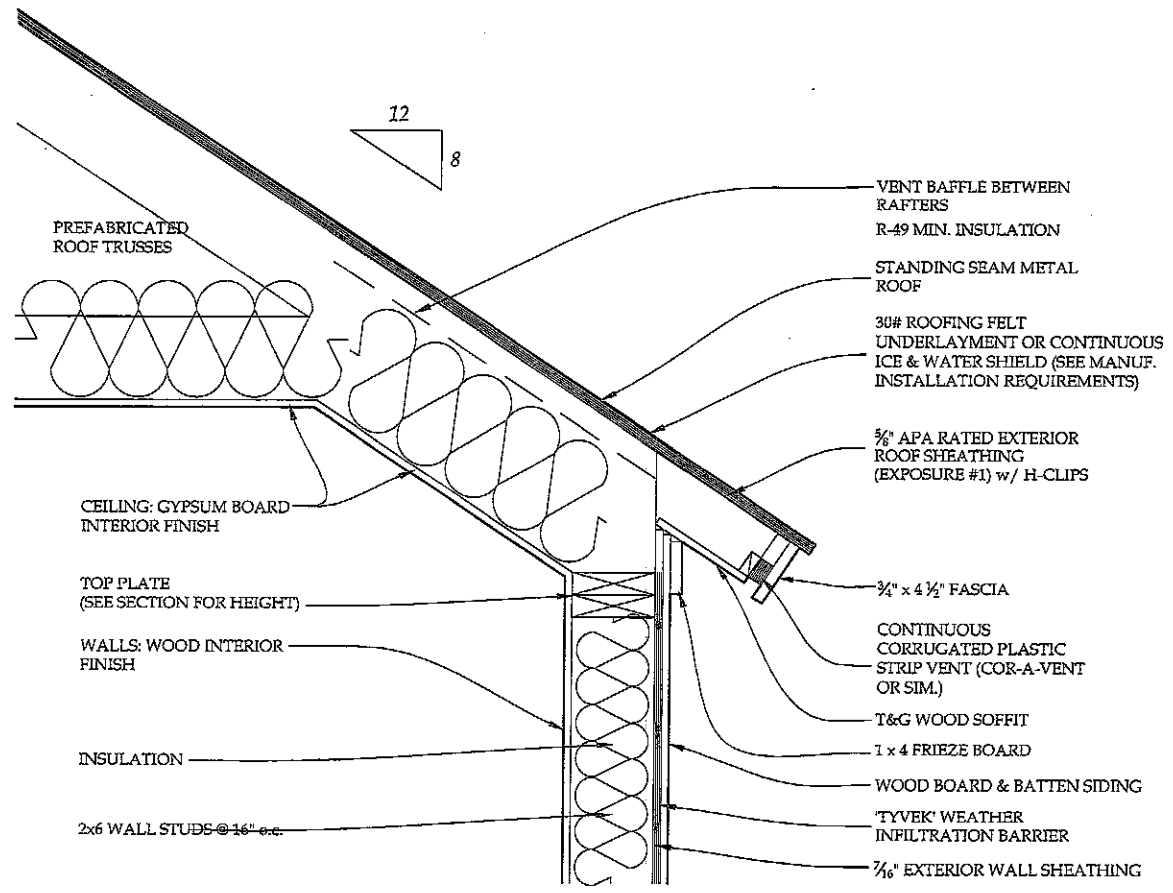 12
8
PREFABRICATED
ROOF TRUSSES
CEILING: GYPSUM BOARD
INTERIOR FINISH
TOP PLATE
(SEE SECTION FOR HEIGHT)
WALLS: WOOD INTERIOR
FINISH
INSULATION
2x6 WALL STUDS @ 16" o.c.
VENT BAFFLE BETWEEN
RAFTERS
R-49 MIN. INSULATION
STANDING SEAM METAL
ROOF
30# ROOFING FELT
UNDERLAYMENT OR CONTINUOUS
ICE & WATER SHIELD (SEE MANUF.
INSTALLATION REQUIREMENTS)
⅝" APA RATED EXTERIOR
ROOF SHEATHING
(EXPOSURE #1) w/ H-CLIPS
¾" x 4 ½" FASCIA
CONTINUOUS
CORRUGATED PLASTIC
STRIP VENT (COR-A-VENT
OR SIM.)
T&G WOOD SOFFIT
1 x 4 FRIEZE BOARD
WOOD BOARD & BATTEN SIDING
'TYVEK' WEATHER
INFILTRATION BARRIER
7/16" EXTERIOR WALL SHEATHING